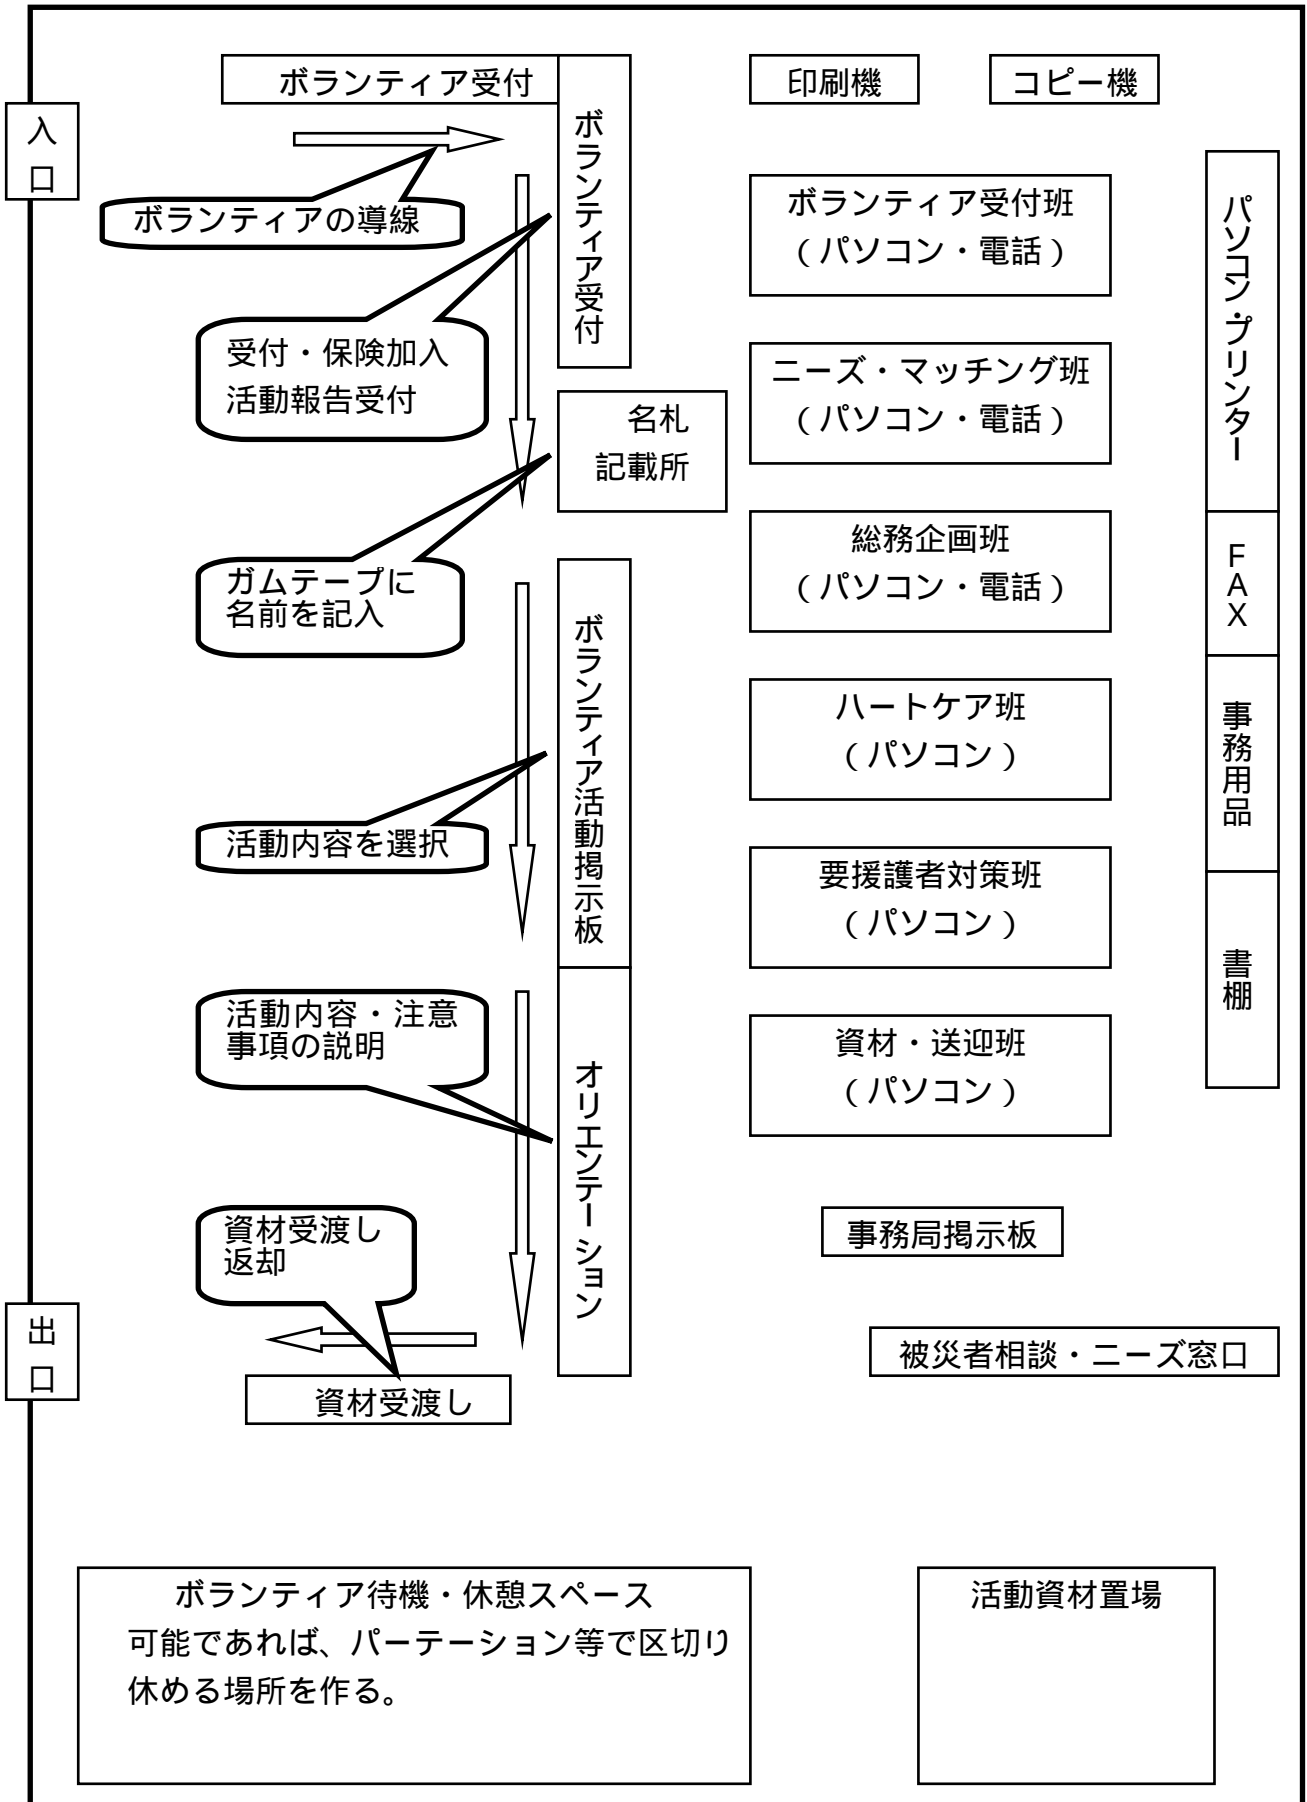 ボランティア受付
印刷機
コピー機
入口
ボランティアの導線
ボランティア受付
受付・保険加入
活動報告受付
名札
記載所
ガムテープに
名前を記入
ボランティア活動掲示板
活動内容を選択
活動内容・注意
事項の説明
オリエンテーション
資材受渡し
返却
出口
資材受渡し
ボランティア受付班
(パソコン・電話)
ニーズ・マッチング班
(パソコン・電話)
総務企画班
(パソコン・電話)
ハートケア班
(パソコン)
要援護者対策班
(パソコン)
資材・送迎班
(パソコン)
パソコン・プリンター
FAX
事務用品
書棚
事務局掲示板
被災者相談・ニーズ窓口
ボランティア待機・休憩スペース
可能であれば、パーテーション等で区切り
休める場所を作る。
活動資材置場